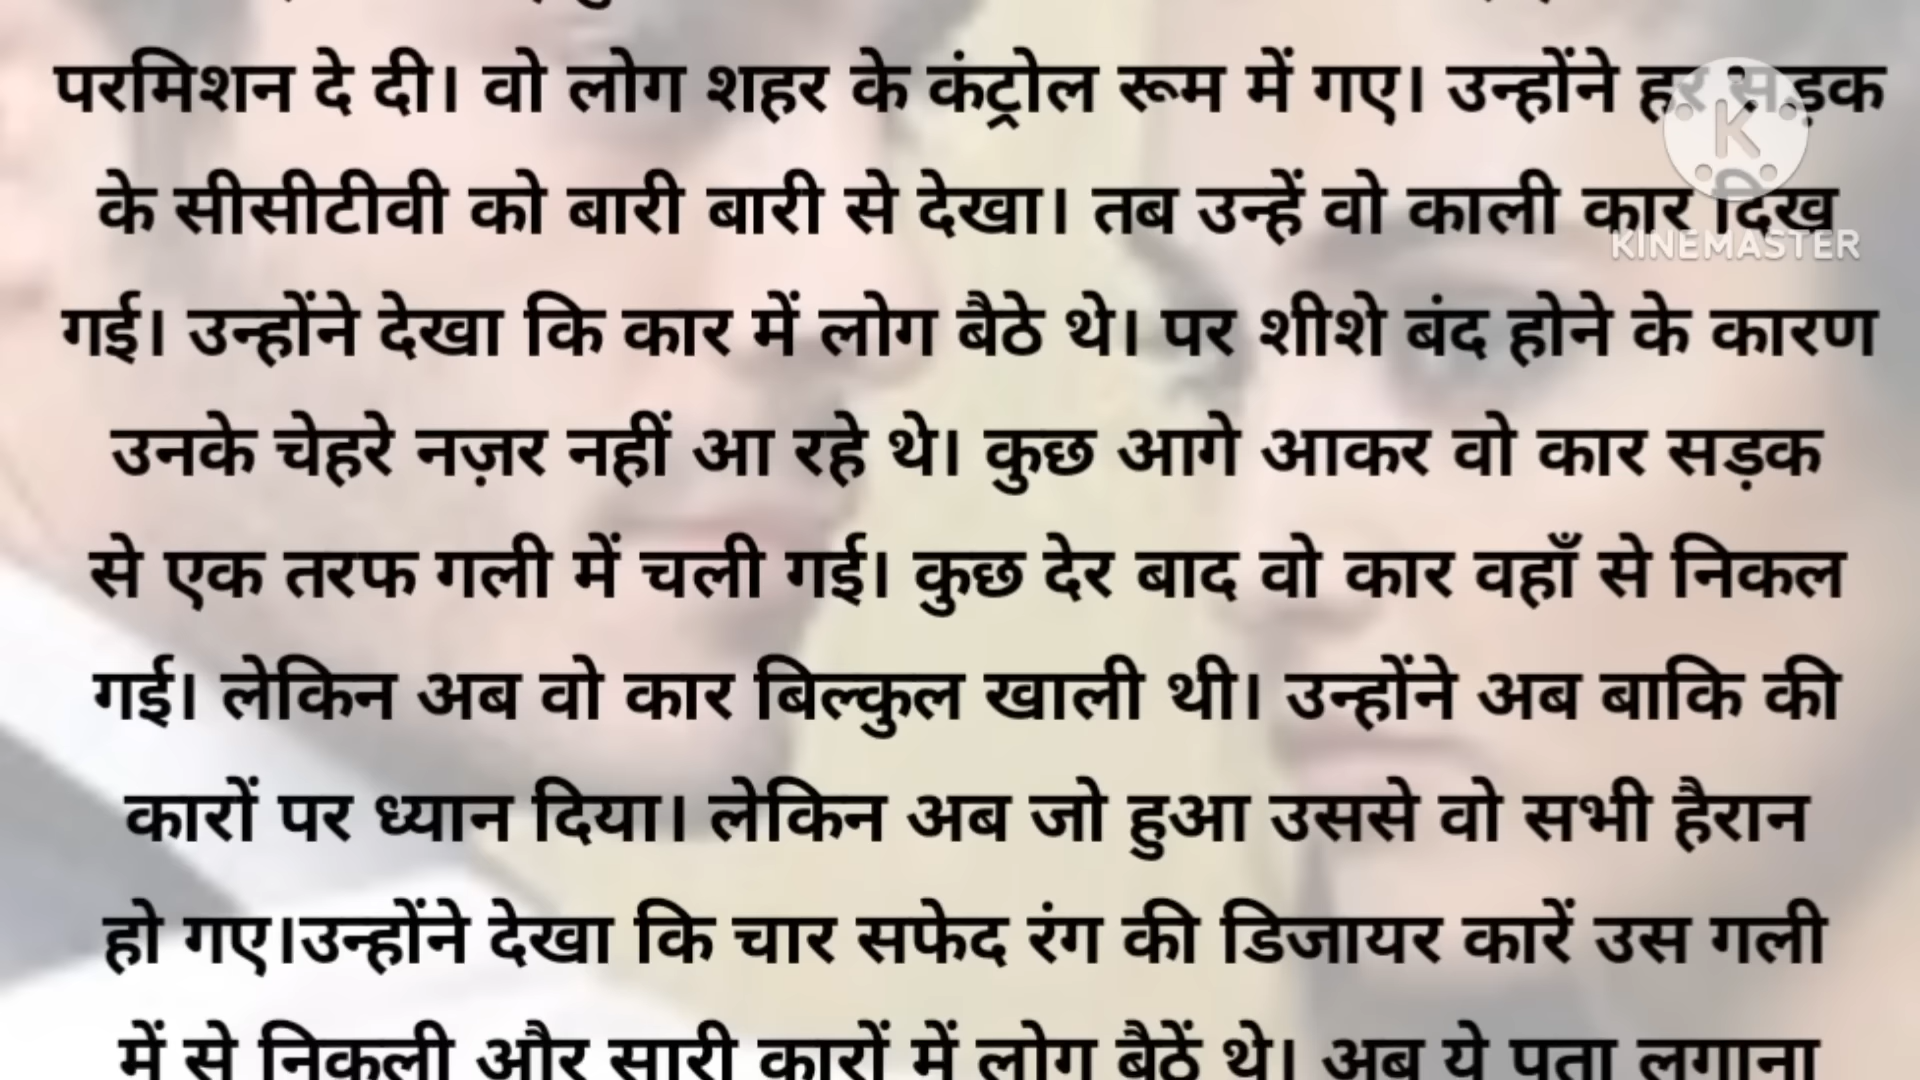 परमिशन दे दी। वो लोग शहर के कंट्रोल रूम में गए। उन्होंने हर सड़क
के सीसीटीवी को बारी बारी से देखा। तब उन्हें वो काली कार दिख
KINEMASTER
गई। उन्होंने देखा कि कार में लोग बैठे थे। पर शीशे बंद होने के कारण
उनके चेहरे नज़र नहीं आ रहे थे। कुछ आगे आकर वो कार सड़क
से एक तरफ गली में चली गई। कुछ देर बाद वो कार वहाँ से निकल
गई। लेकिन अब वो कार बिल्कुल खाली थी। उन्होंने अब बाकि की
कारों पर ध्यान दिया। लेकिन अब जो हुआ उससे वो सभी हैरान
हो गए।उन्होंने देखा कि चार सफेद रंग की डिजायर कारें उस गली
में से निकली और सारी कारों में लोग बैठें थे। अब ये पता लगाना